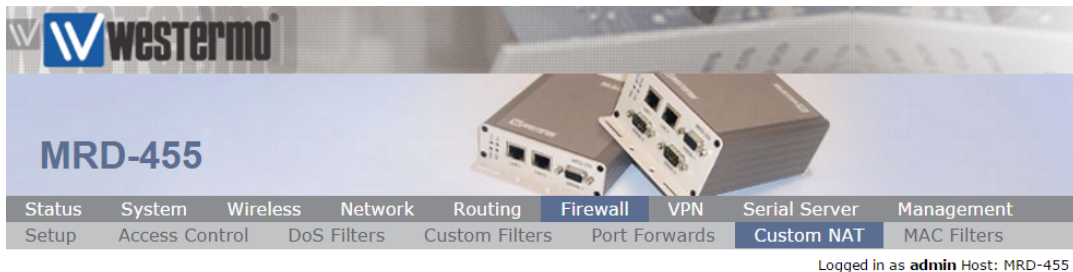 westermo
MRD-455
Status System Wireless Network Routing Firewall VPN Serial Server Management
Setup Access Control DoS Filters Custom Filters Port Forwards Custom NAT MAC Filters
Logged in as admin Host: MRD-455